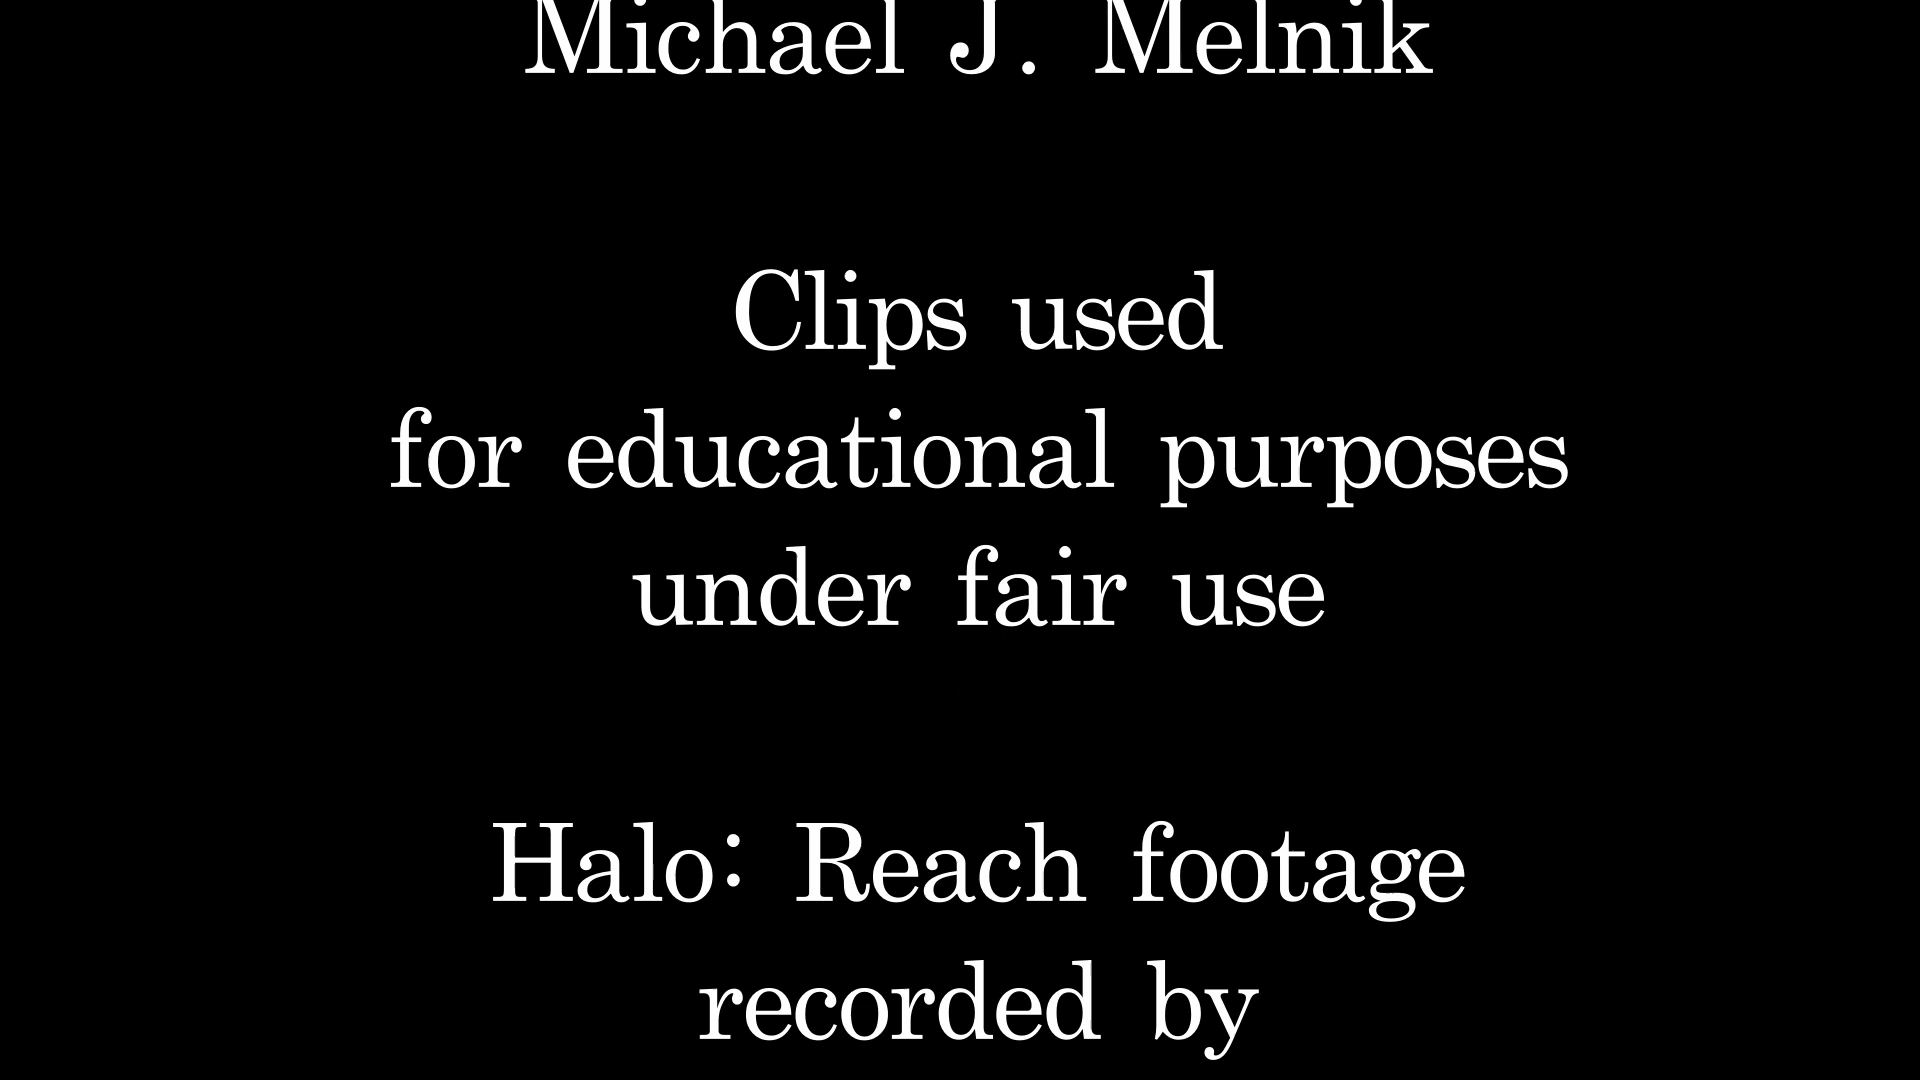 Michael J. Melnik
Clips used
for educational purposes
under fair use
Halo: Reach footage
recorded by